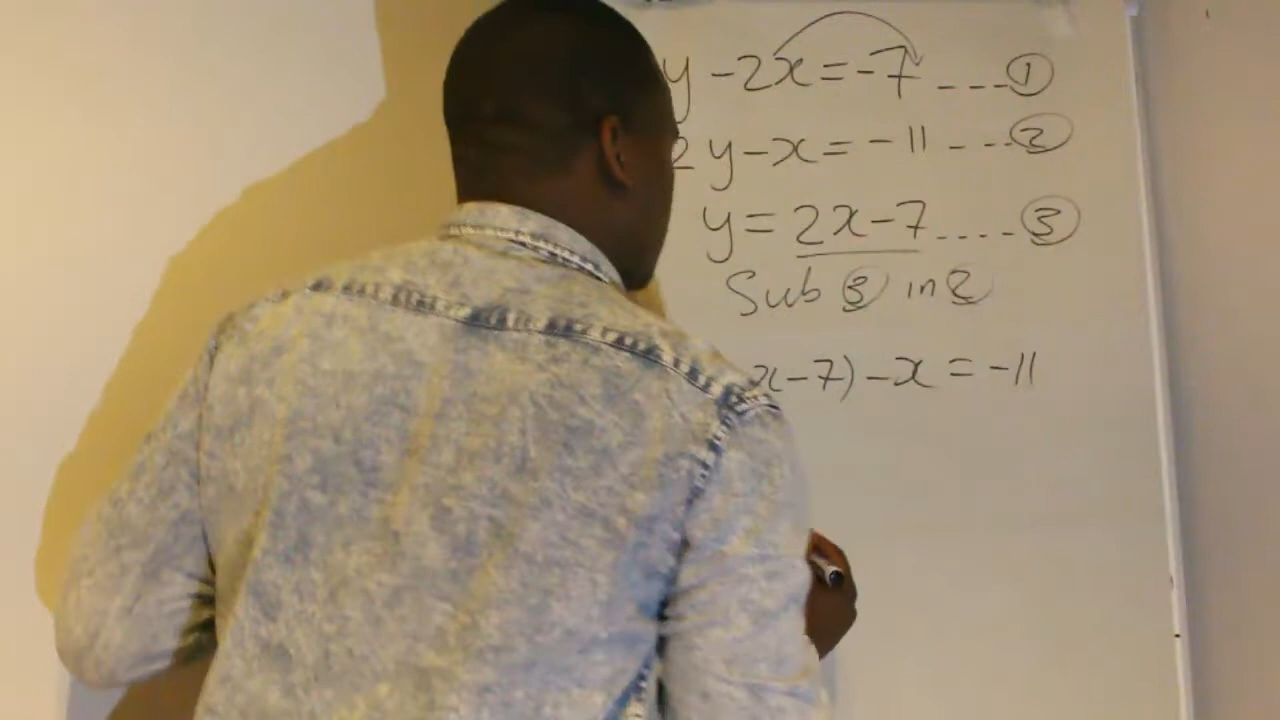 y-2x=-7 ---①
2y-x=-11 ---②
y=2x-7....③
Sub ③ in ②
x-7)-x=-11